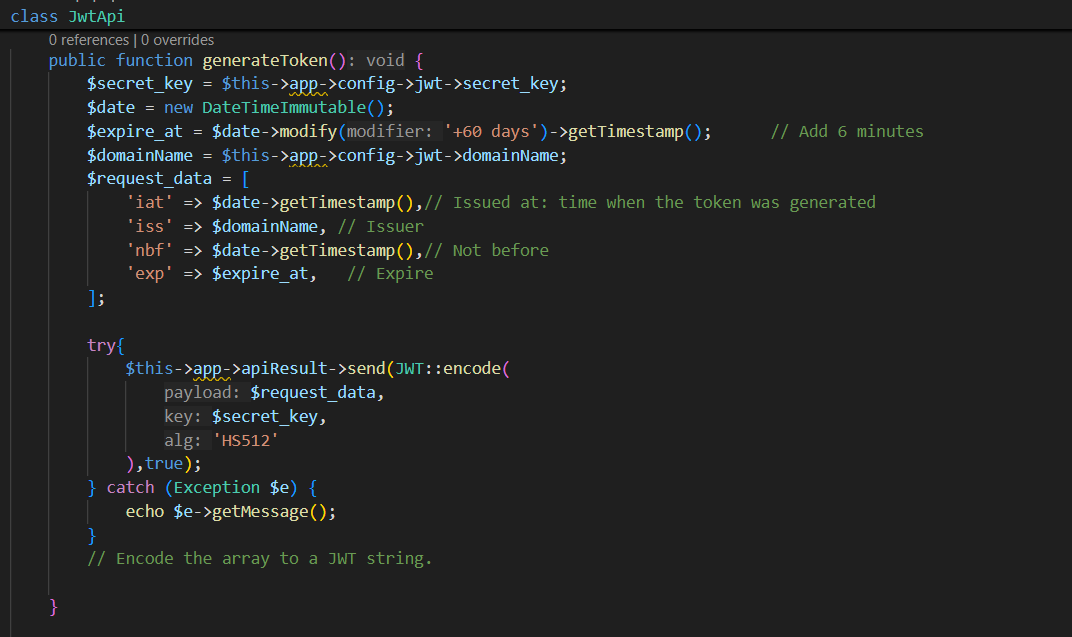 class JwtApi
0 references | 0 overrides
public function generateToken(): void {
$secret_key = $this->app->config->jwt->secret_key;
$date = new DateTimeImmutable();
$expire_at = $date->modify(modifier: '+60 days')->getTimestamp();      // Add 6 minutes
$domainName = $this->app->config->jwt->domainName;
$request_data = [
'iat' => $date->getTimestamp(),// Issued at: time when the token was generated
'iss' => $domainName, // Issuer
'nbf' => $date->getTimestamp(),// Not before
'exp' => $expire_at,   // Expire
];
try{
$this->app->apiResult->send(JWT::encode(
payload: $request_data,
key: $secret_key,
alg: 'HS512'
),true);
} catch (Exception $e) {
echo $e->getMessage();
}
// Encode the array to a JWT string.
}